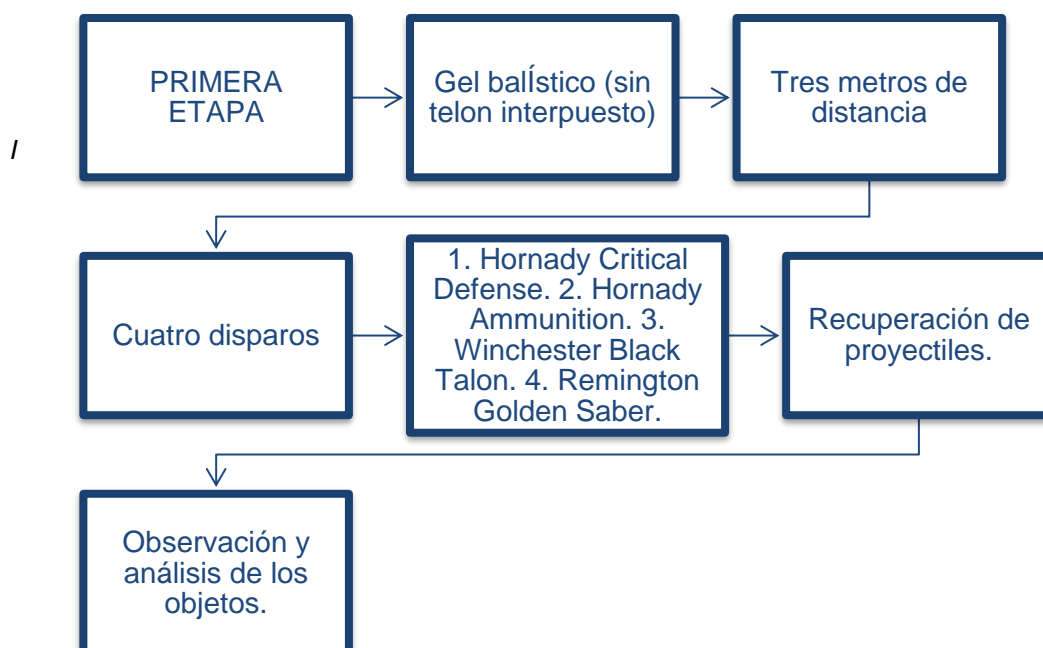 PRIMERA
ETAPA
Gel balÍstico (sin
telon interpuesto)
Tres metros de
distancia
I
Cuatro disparos
1. Hornady Critical
Defense. 2. Hornady
Ammunition. 3.
Winchester Black
Talon. 4. Remington
Golden Saber.
Recuperación de
proyectiles.
Observación y
análisis de los
objetos.